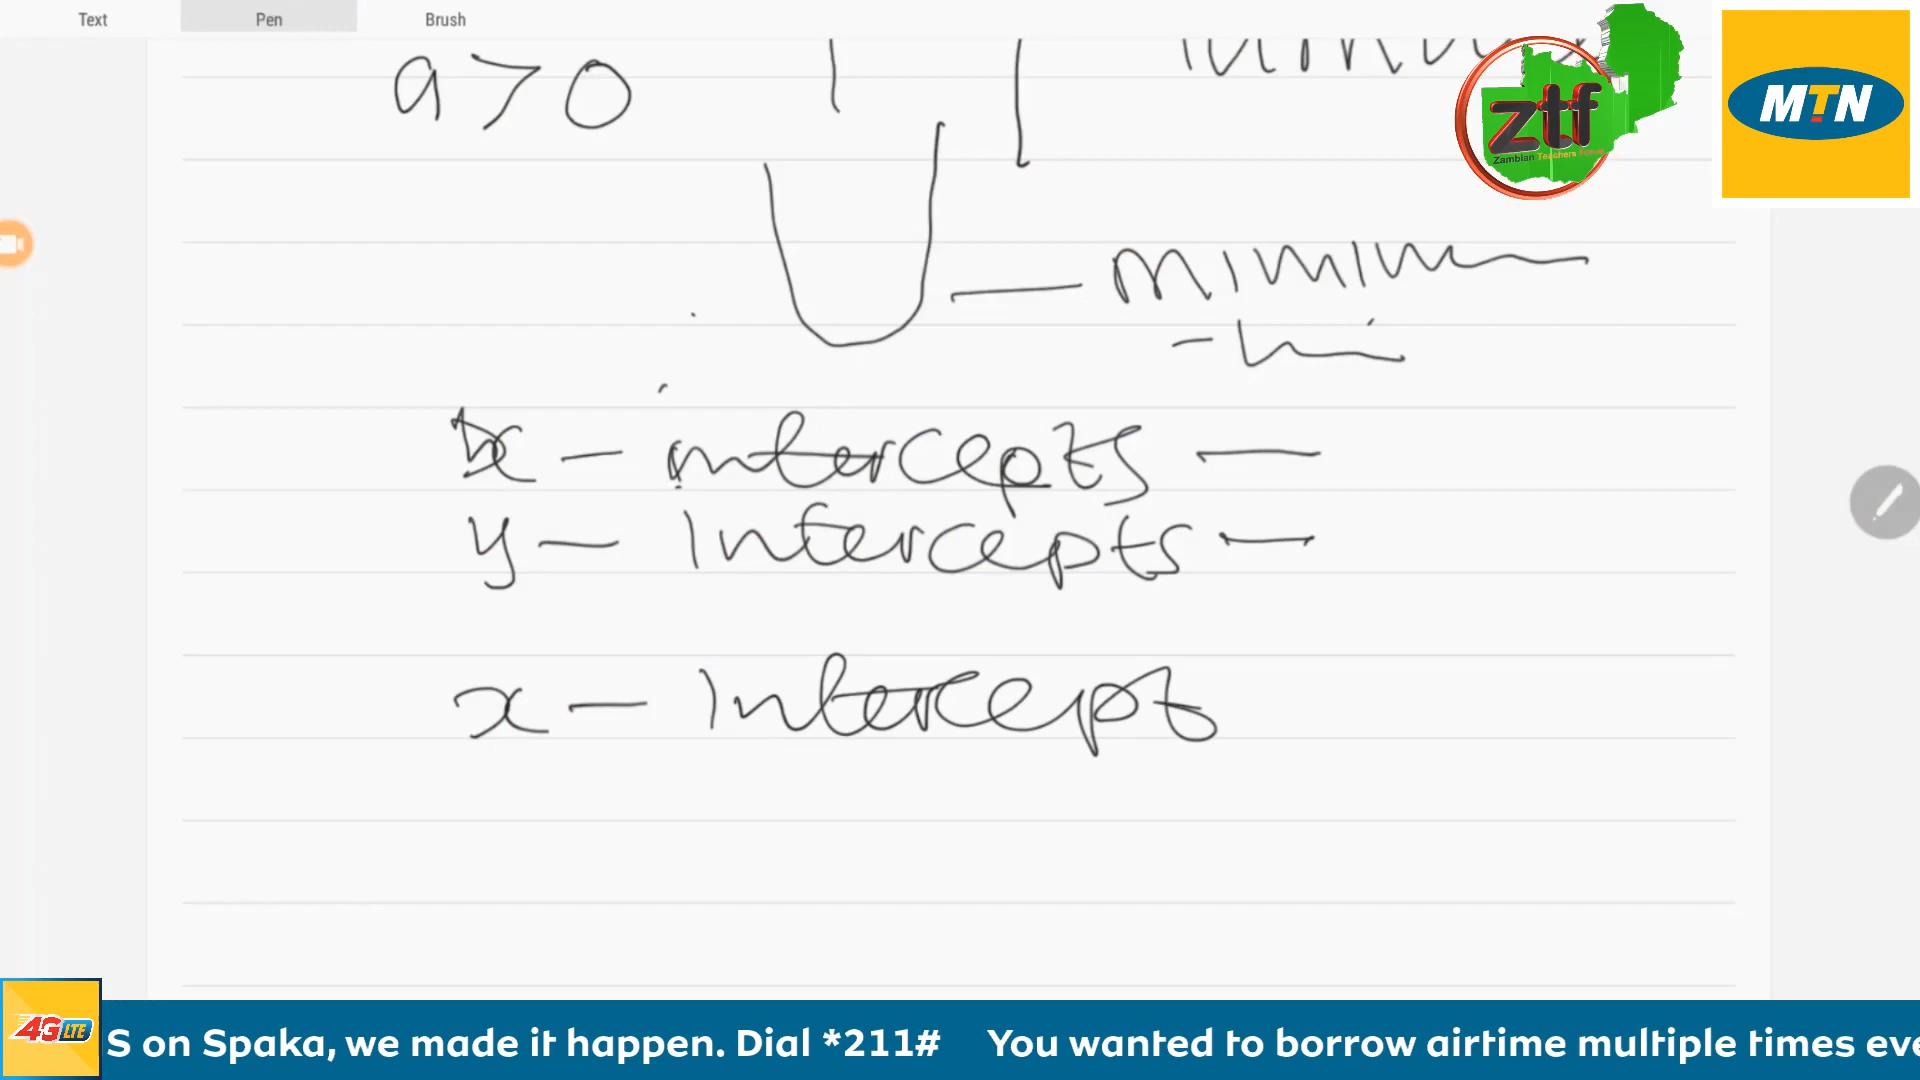 Text Pen Brush
a > 0
ztf
Zambian Teachers Forum
MTN
x - intercepts -
y - Intercepts -
x - Intercept
4G LTE
S on Spaka, we made it happen. Dial *211# You wanted to borrow airtime multiple times eve